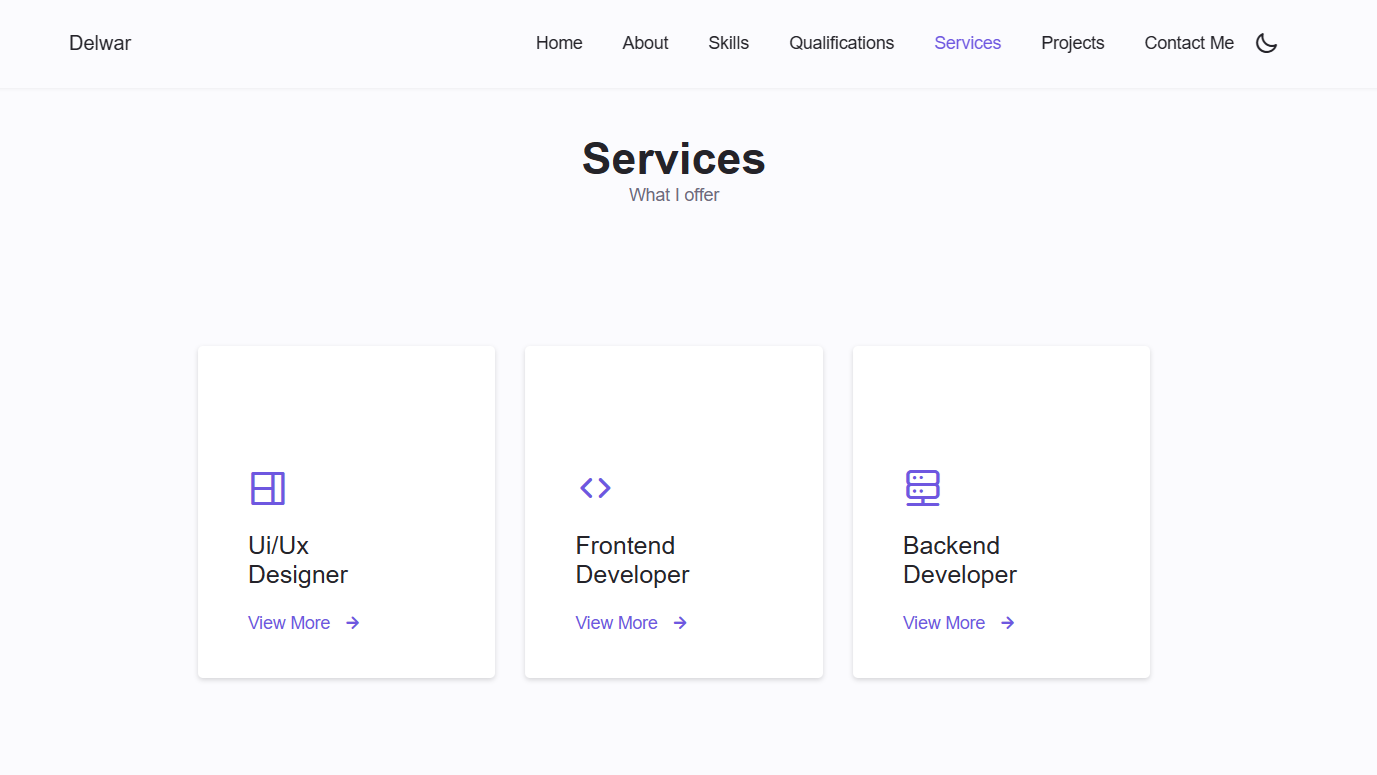 Delwar
Home About Skills Qualifications Services Projects Contact Me
Services
What I offer
Ui/Ux
Designer
View More
Frontend
Developer
View More
Backend
Developer
View More